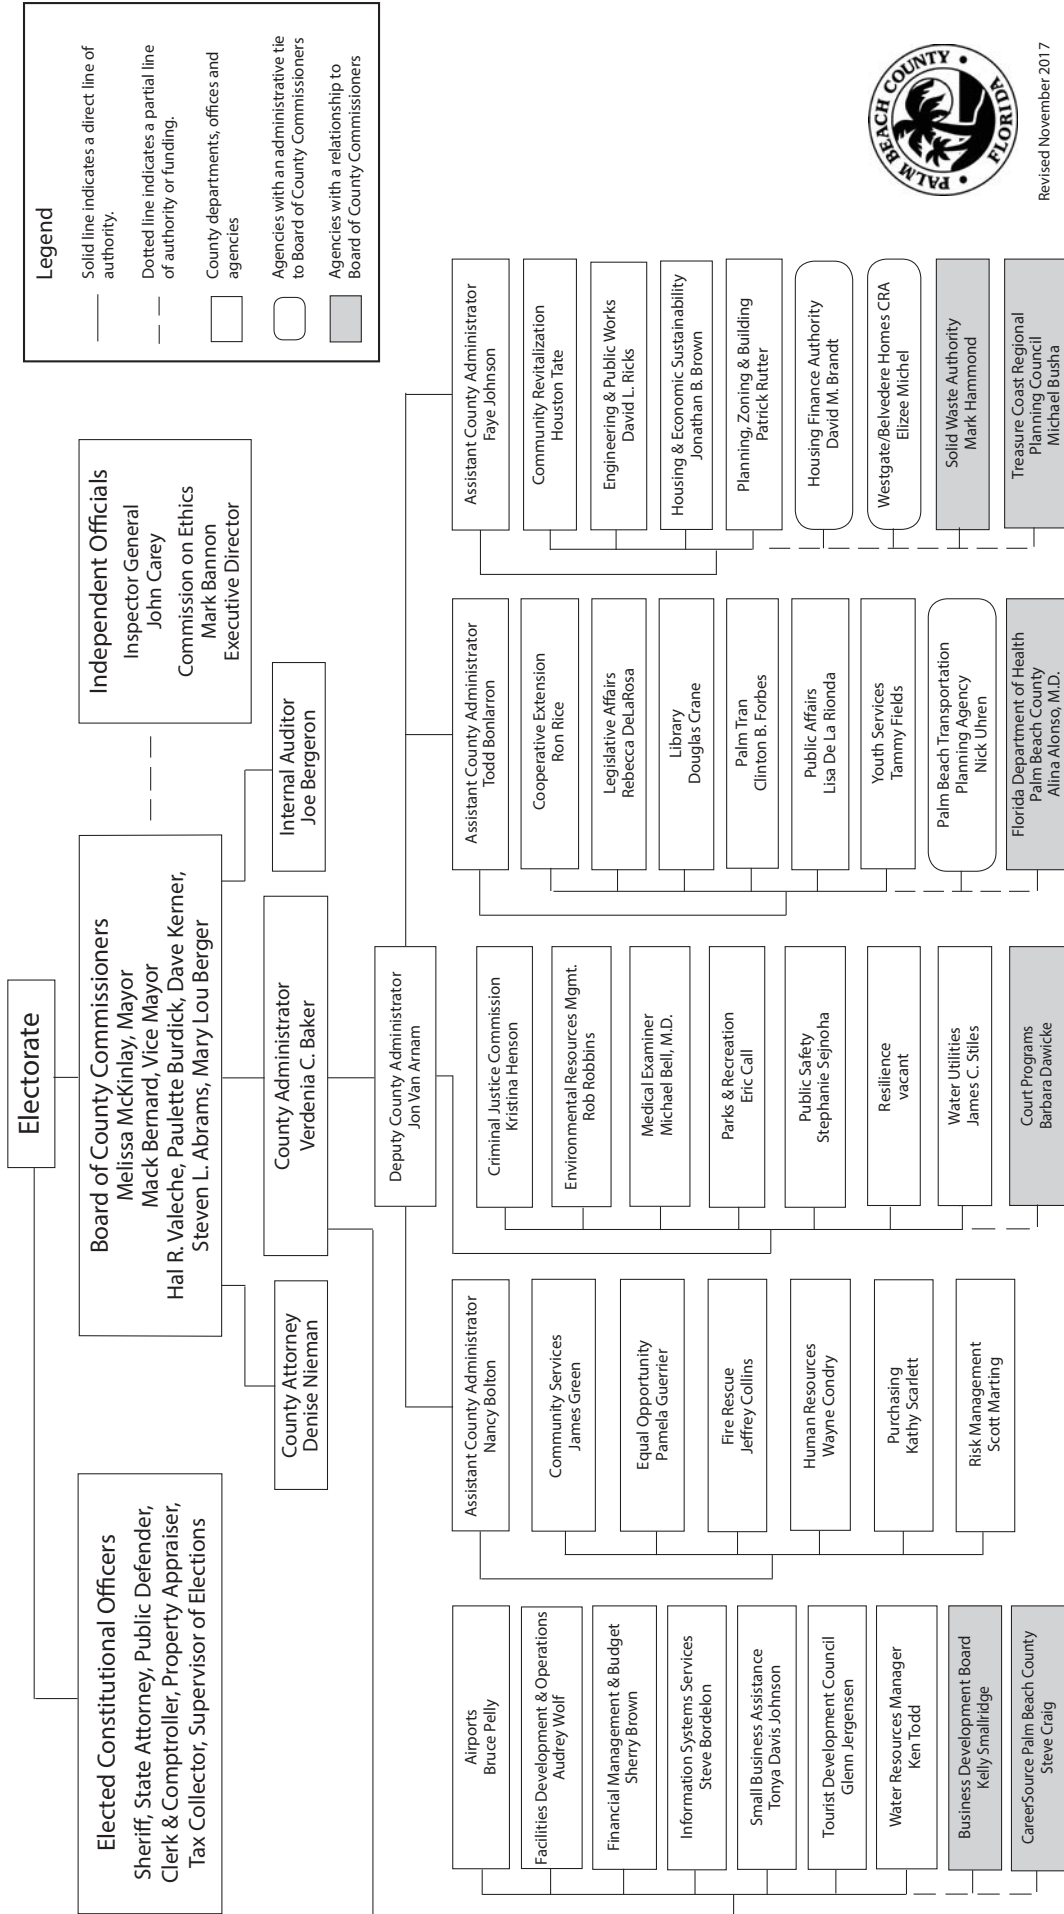 Electorate
Elected Constitutional Officers
Sheriff, State Attorney, Public Defender,
Clerk & Comptroller, Property Appraiser,
Tax Collector, Supervisor of Elections
Board of County Commissioners
Melissa McKinlay, Mayor
Mack Bernard, Vice Mayor
Hal R. Valeche, Paulette Burdick, Dave Kerner,
Steven L. Abrams, Mary Lou Berger
Independent Officials
Inspector General
John Carey
Commission on Ethics
Mark Bannon
Executive Director
Legend
Solid line indicates a direct line of
authority.
Dotted line indicates a partial line
of authority or funding.
County departments, offices and
agencies
Agencies with an administrative tie
to Board of County Commissioners
Agencies with a relationship to
Board of County Commissioners
County Attorney
Denise Nieman
County Administrator
Verdenia C. Baker
Internal Auditor
Joe Bergeron
Deputy County Administrator
Jon Van Arnam
Airports
Bruce Pelly
Facilities Development & Operations
Audrey Wolf
Financial Management & Budget
Sherry Brown
Information Systems Services
Steve Bordelon
Small Business Assistance
Tonya Davis Johnson
Tourist Development Council
Glenn Jergensen
Water Resources Manager
Ken Todd
Business Development Board
Kelly Smallridge
CareerSource Palm Beach County
Steve Craig
Assistant County Administrator
Nancy Bolton
Community Services
James Green
Equal Opportunity
Pamela Guerrier
Fire Rescue
Jeffrey Collins
Human Resources
Wayne Condry
Purchasing
Kathy Scarlett
Risk Management
Scott Marting
Criminal Justice Commission
Kristina Henson
Environmental Resources Mgmt.
Rob Robbins
Medical Examiner
Michael Bell, M.D.
Parks & Recreation
Eric Call
Public Safety
Stephanie Sejnoha
Resilience
vacant
Water Utilities
James C. Stiles
Court Programs
Barbara Dawicke
Assistant County Administrator
Todd Bonlarron
Cooperative Extension
Ron Rice
Legislative Affairs
Rebecca DeLaRosa
Library
Douglas Crane
Palm Tran
Clinton B. Forbes
Public Affairs
Lisa De La Rionda
Youth Services
Tammy Fields
Palm Beach Transportation
Planning Agency
Nick Uhren
Florida Department of Health
Palm Beach County
Alina Alonso, M.D.
Assistant County Administrator
Faye Johnson
Community Revitalization
Houston Tate
Engineering & Public Works
David L. Ricks
Housing & Economic Sustainability
Jonathan B. Brown
Planning, Zoning & Building
Patrick Rutter
Housing Finance Authority
David M. Brandt
Westgate/Belvedere Homes CRA
Elizee Michel
Solid Waste Authority
Mark Hammond
Treasure Coast Regional
Planning Council
Michael Busha
PALM BEACH COUNTY
FLORIDA
Revised November 2017